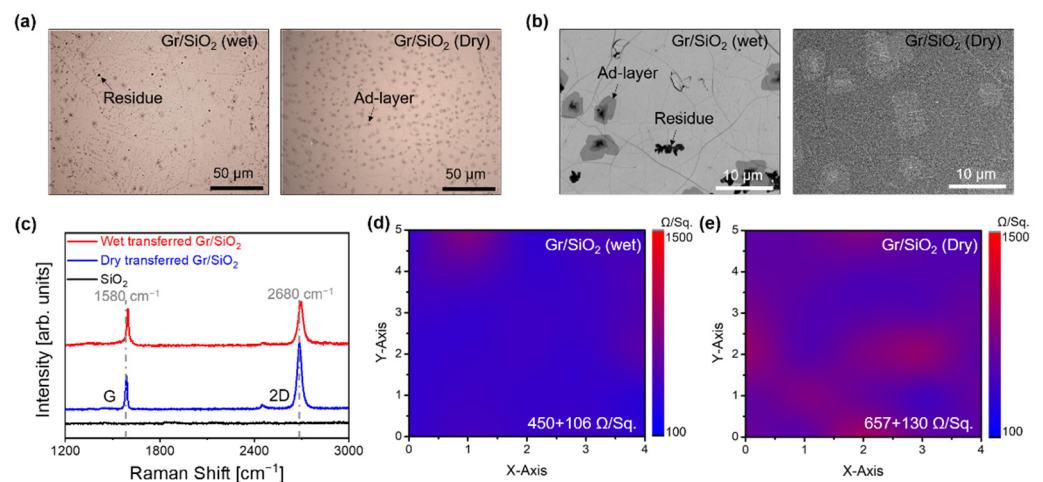 (a)
Gr/SiO₂ (wet)
Residue
50 µm
Gr/SiO₂ (Dry)
Ad-layer
50 µm
(b)
Gr/SiO₂ (wet)
Ad-layer
Residue
10 µm
Gr/SiO₂ (Dry)
10 µm
(c)
Wet transferred Gr/SiO₂
Dry transferred Gr/SiO₂
SiO₂
1580 cm⁻¹
2680 cm⁻¹
G
2D
Intensity [arb. units]
1200
1800
2400
3000
Raman Shift [cm⁻¹]
(d)
Gr/SiO₂ (wet)
450+106 Ω/Sq.
Y-Axis
5
4
3
2
1
0
0
1
2
3
4
X-Axis
Ω/Sq.
1500
100
(e)
Gr/SiO₂ (Dry)
657+130 Ω/Sq.
Y-Axis
5
4
3
2
1
0
0
1
2
3
4
X-Axis
Ω/Sq.
1500
100